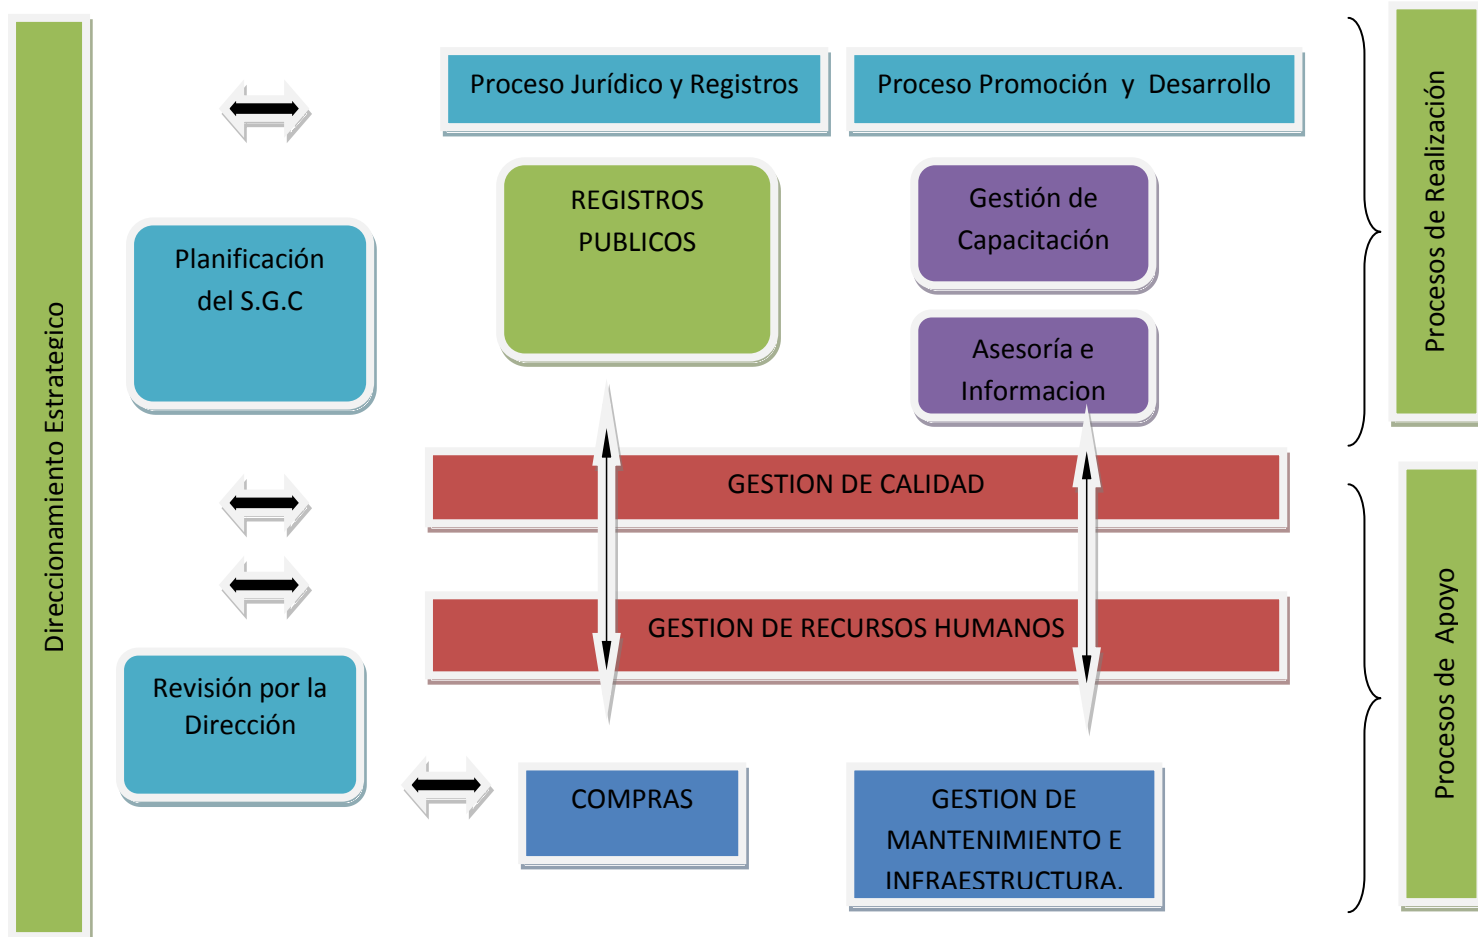 Direccionamiento Estrategico
Proceso Jurídico y Registros
Proceso Promoción y Desarrollo
Procesos de Realización
REGISTROS
PUBLICOS
Gestión de
Capacitación
Planificación
del S.G.C
Asesoría e
Informacion
GESTION DE CALIDAD
GESTION DE RECURSOS HUMANOS
Procesos de Apoyo
Revisión por la
Dirección
COMPRAS
GESTION DE
MANTENIMIENTO E
INFRAESTRUCTURA.